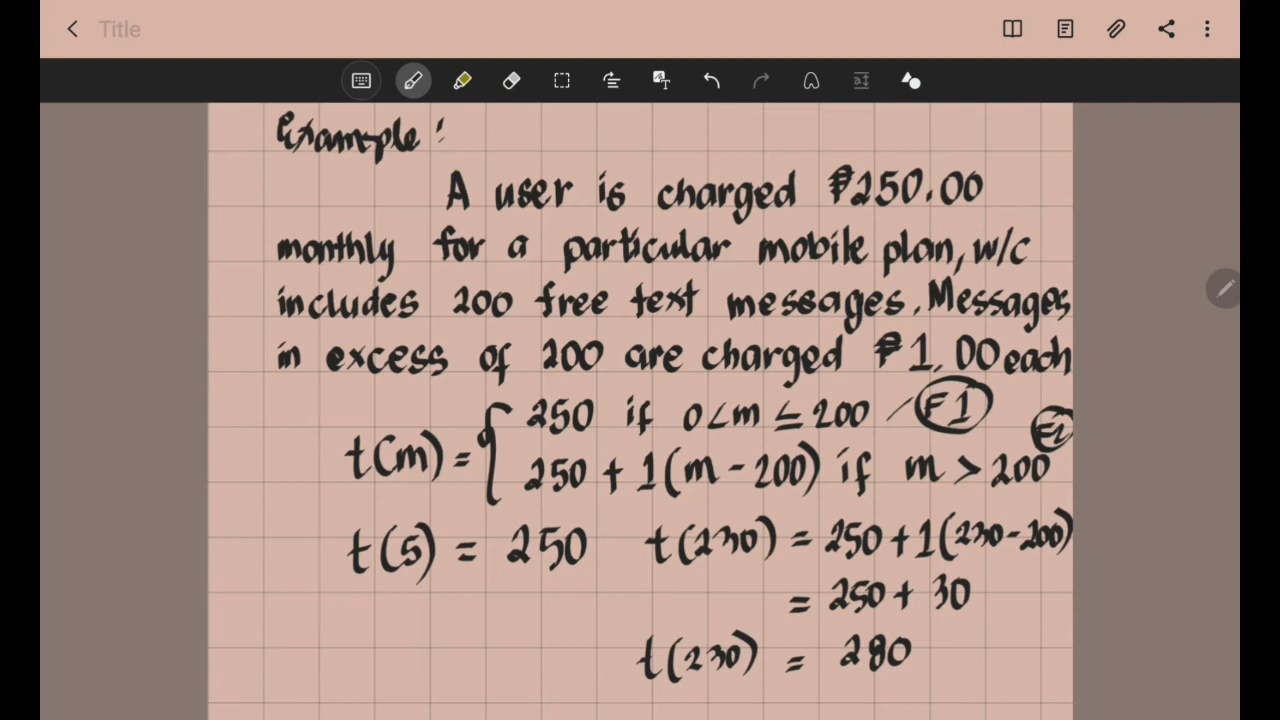 Title
Example:
A user is charged ₱250.00
monthly for a particular mobile plan, w/c
includes 200 free text messages. Messages
in excess of 200 are charged ₱1.00 each
t(m) = { 250 if 0<m ≤ 200 F1
250 + 1(m - 200) if m > 200 F2
t(5) = 250 t(230) = 250+1(230-200)
= 250 + 30
t(230) = 280